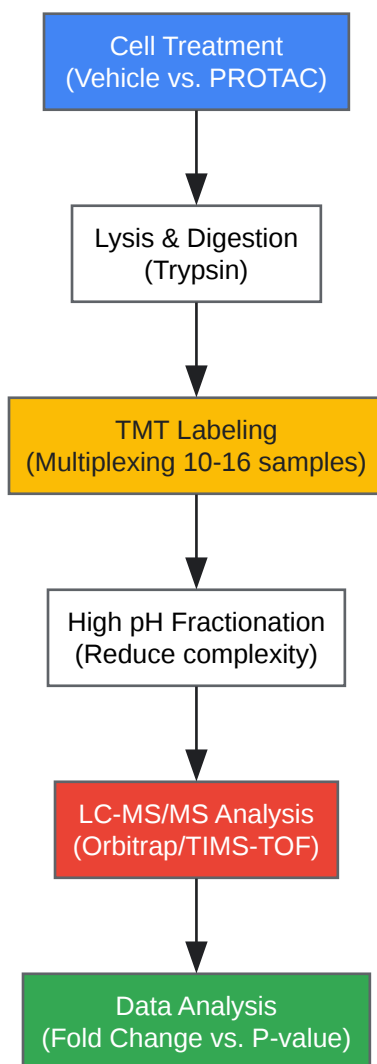 Cell Treatment
(Vehicle vs. PROTAC)
Lysis & Digestion
(Trypsin)
TMT Labeling
(Multiplexing 10-16 samples)
High pH Fractionation
(Reduce complexity)
LC-MS/MS Analysis
(Orbitrap/TIMS-TOF)
Data Analysis
(Fold Change vs. P-value)